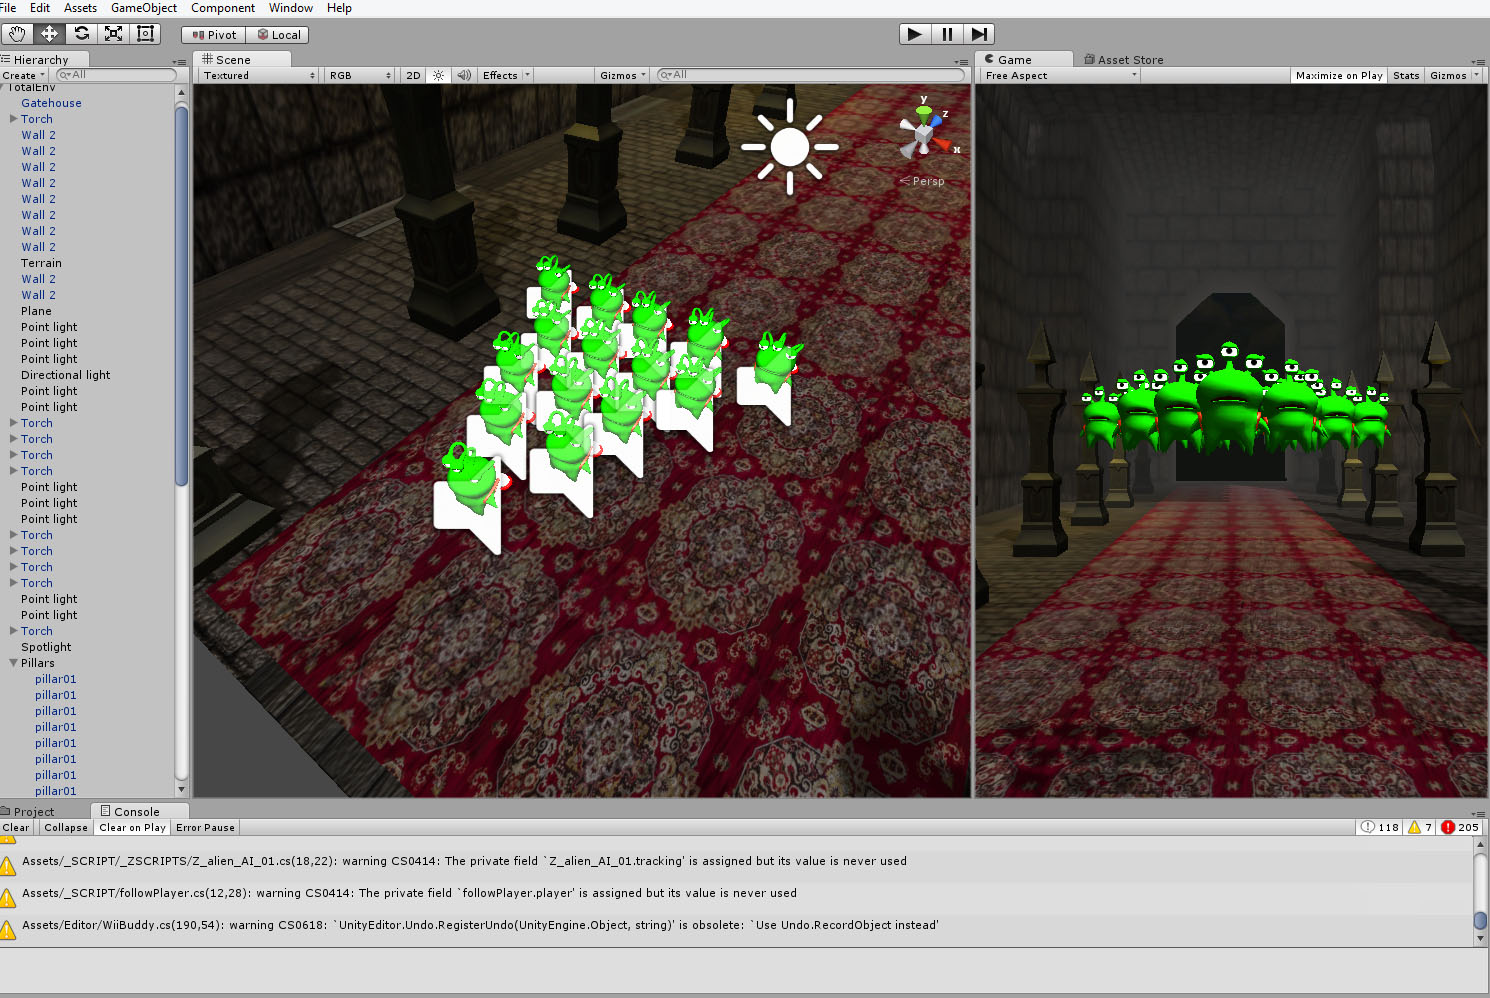 File Edit Assets GameObject Component Window Help
Pivot Local
Hierarchy
Create All
TotalEnv
Gatehouse
Torch
Wall 2
Wall 2
Wall 2
Wall 2
Wall 2
Wall 2
Wall 2
Wall 2
Terrain
Wall 2
Wall 2
Plane
Point light
Point light
Point light
Directional light
Point light
Point light
Torch
Torch
Torch
Torch
Point light
Point light
Point light
Torch
Torch
Torch
Torch
Point light
Point light
Torch
Spotlight
Pillars
pillar01
pillar01
pillar01
pillar01
pillar01
pillar01
pillar01
pillar01
Scene
Textured RGB 2D Effects Gizmos All
y
z
x
Persp
Game Asset Store
Free Aspect Maximize on Play Stats Gizmos
Project Console
Clear Collapse Clear on Play Error Pause 118 7 205
Assets/_SCRIPT/_ZSCRIPTS/Z_alien_AI_01.cs(18,22): warning CS0414: The private field `Z_alien_AI_01.tracking' is assigned but its value is never used
Assets/_SCRIPT/followPlayer.cs(12,28): warning CS0414: The private field `followPlayer.player' is assigned but its value is never used
Assets/Editor/WiiBuddy.cs(190,54): warning CS0618: `UnityEditor.Undo.RegisterUndo(UnityEngine.Object, string)' is obsolete: `Use Undo.RecordObject instead'